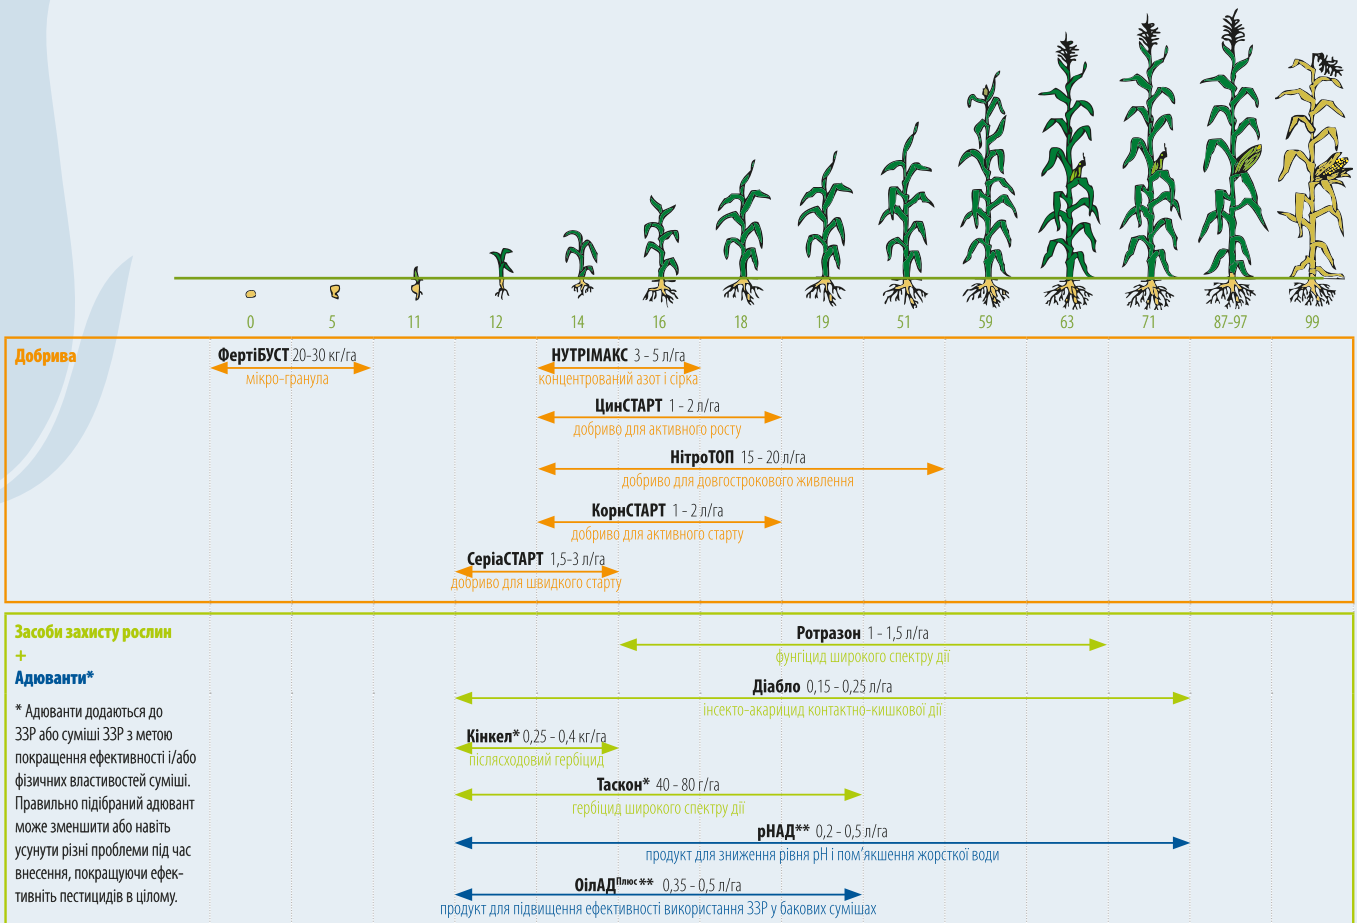 0 5 11 12 14 16 18 19 51 59 63 71 87-97 99
Добрива
ФертіБУСТ 20-30 кг/га
мікро-гранула
НУТРІМАКС 3 - 5 л/га
концентрований азот і сірка
ЦинСТАРТ 1 - 2 л/га
добриво для активного росту
НітроТОП 15 - 20 л/га
добриво для довгострокового живлення
КорнСТАРТ 1 - 2 л/га
добриво для активного старту
СеріаСТАРТ 1,5-3 л/га
добриво для швидкого старту
Засоби захисту рослин
+
Адюванти*
* Адюванти додаються до
ЗЗР або суміші ЗЗР з метою
покращення ефективності і/або
фізичних властивостей суміші.
Правильно підібраний адювант
може зменшити або навіть
усунути різні проблеми під час
внесення, покращуючи ефек-
тивніть пестицидів в цілому.
Ротразон 1 - 1,5 л/га
фунгіцид широкого спектру дії
Діабло 0,15 - 0,25 л/га
інсекто-акарицид контактно-кишкової дії
Кінкел* 0,25 - 0,4 кг/га
післясходовий гербіцид
Таскон* 40 - 80 г/га
гербіцид широкого спектру дії
рНАД** 0,2 - 0,5 л/га
продукт для зниження рівня рН і пом’якшення жорсткої води
ОілАДПлюс** 0,35 - 0,5 л/га
продукт для підвищення ефективності використання ЗЗР у бакових сумішах